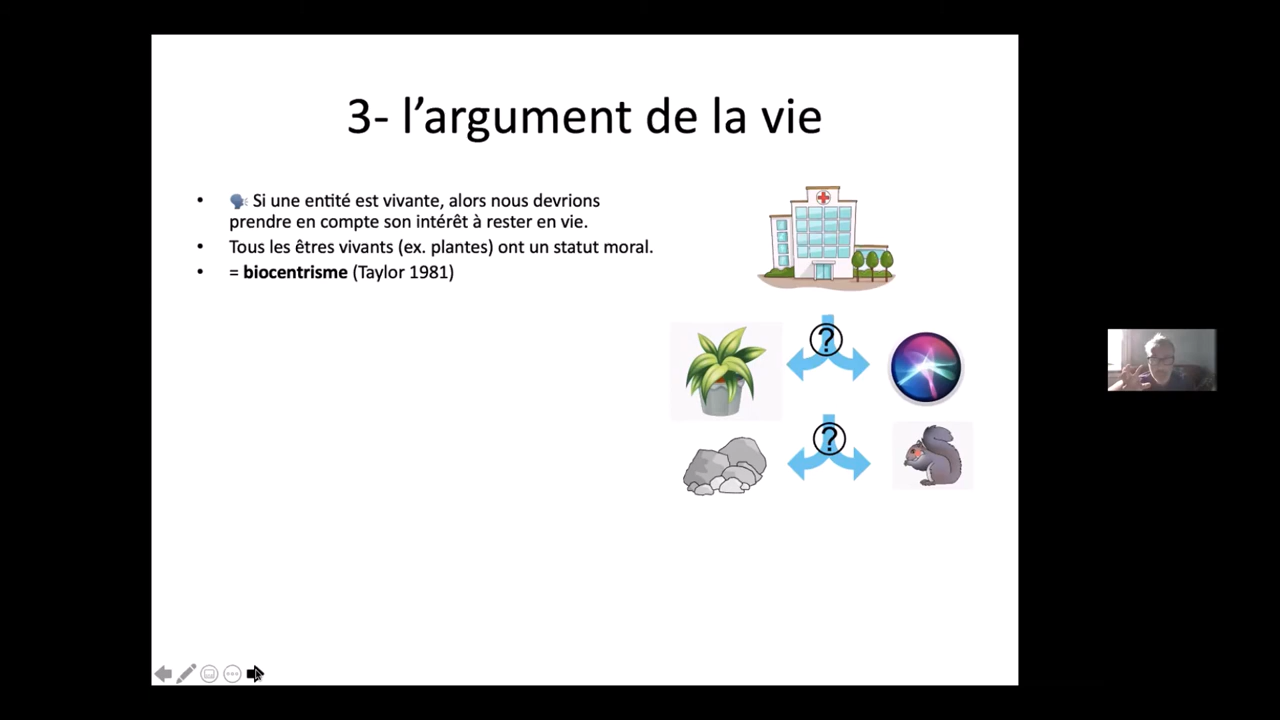 3- l’argument de la vie
• 🗣 Si une entité est vivante, alors nous devrions
prendre en compte son intérêt à rester en vie.
• Tous les êtres vivants (ex. plantes) ont un statut moral.
• = biocentrisme (Taylor 1981)
?
?